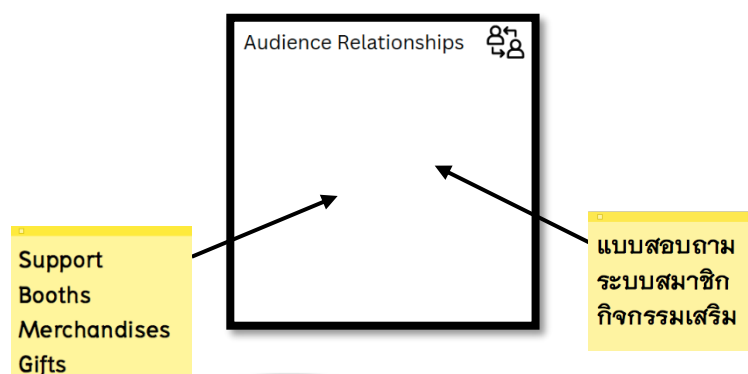 Audience Relationships
Support
Booths
Merchandises
Gifts
แบบสอบถาม
ระบบสมาชิก
กิจกรรมเสริม